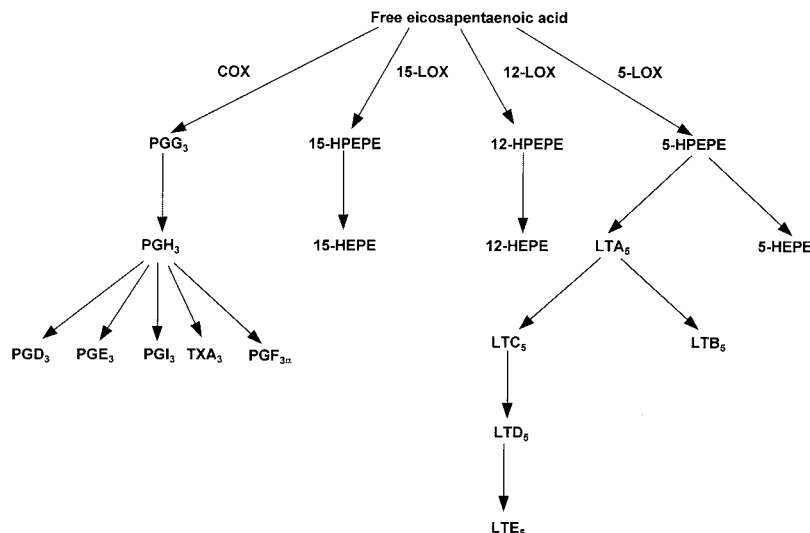 Free eicosapentaenoic acid
COX 15-LOX 12-LOX 5-LOX
PGG₃ 15-HPEPE 12-HPEPE 5-HPEPE
PGH₃ 15-HEPE 12-HEPE LTA₅ 5-HEPE
PGD₃ PGE₃ PGI₃ TXA₃ PGF₃α LTC₅ LTB₅
LTD₅
LTE₅